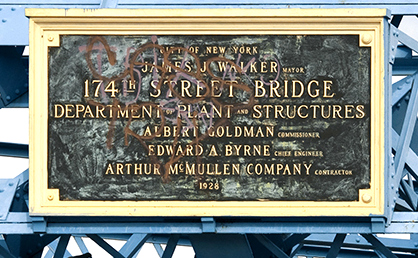 CITY OF NEW YORK
JAMES J. WALKER MAYOR
174TH STREET BRIDGE
DEPARTMENT OF PLANT AND STRUCTURES
ALBERT GOLDMAN COMMISSIONER
EDWARD A BYRNE CHIEF ENGINEER
ARTHUR MCMULLEN COMPANY CONTRACTOR
1928